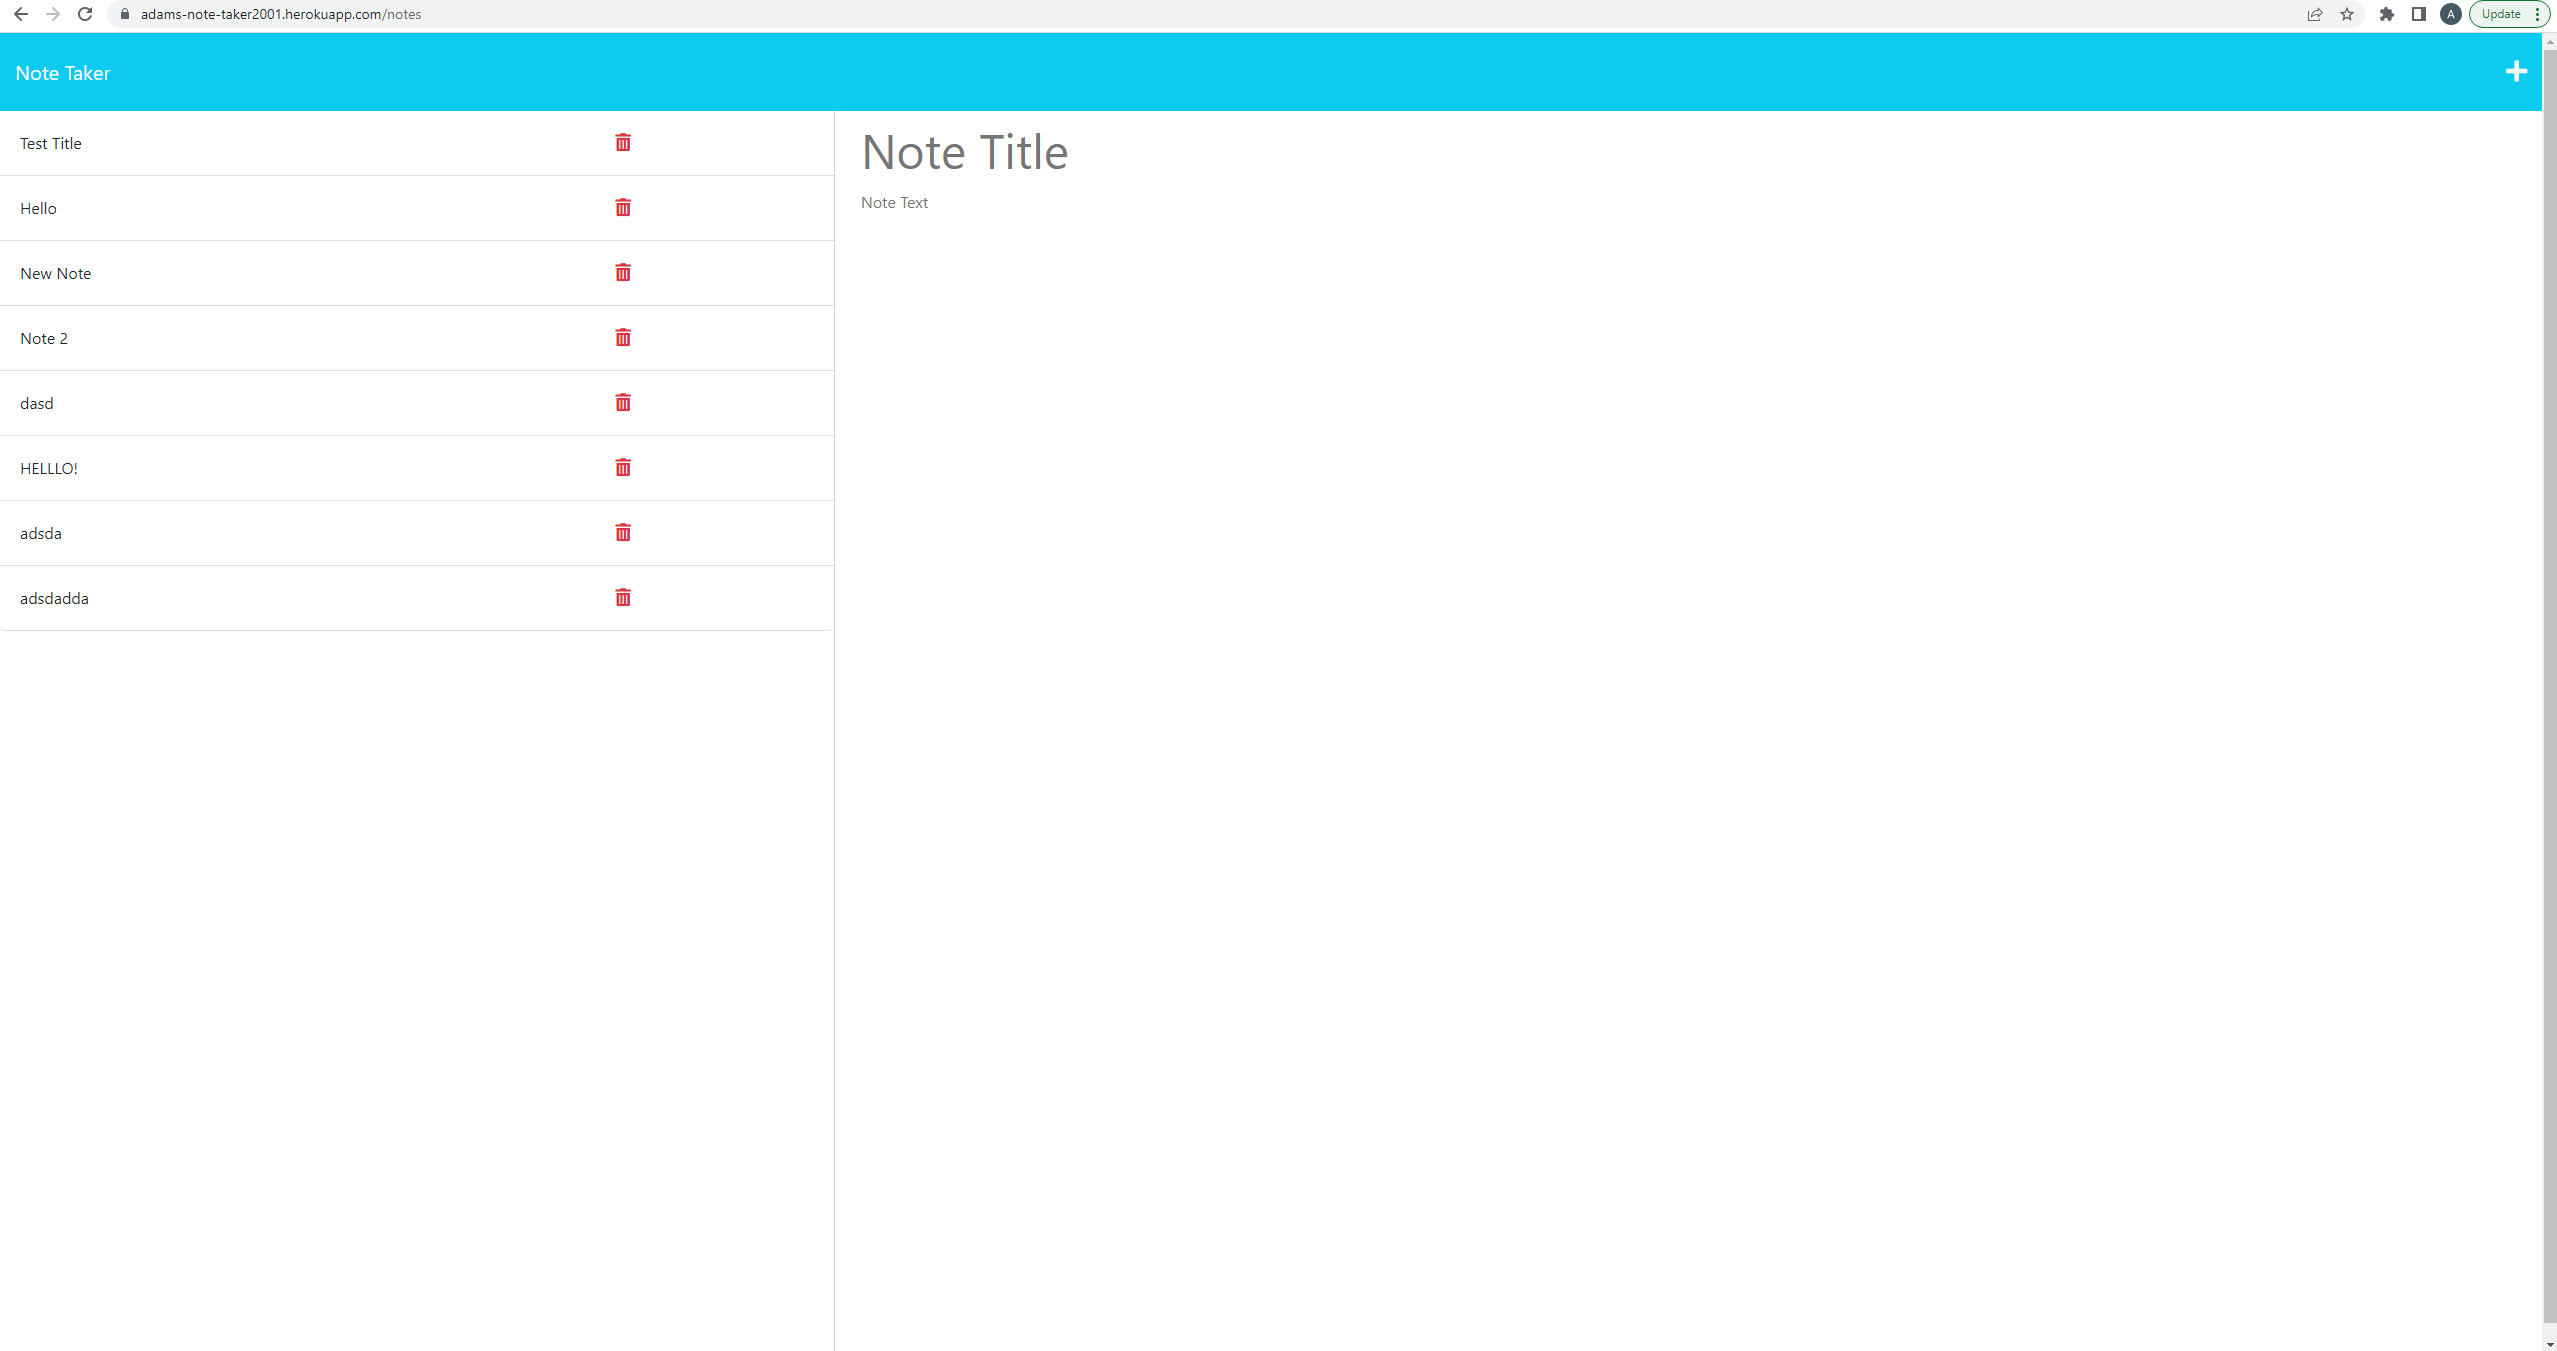 adams-note-taker2001.herokuapp.com/notes
A
Update
Note Taker
Test Title
Hello
New Note
Note 2
dasd
HELLLO!
adsda
adsdadda
Note Title
Note Text